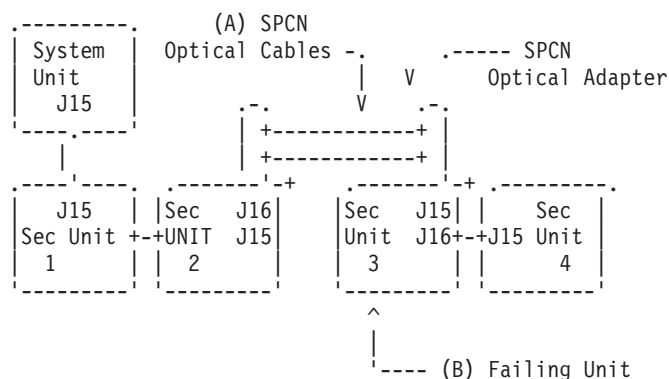 (A) SPCN
System Optical Cables -. .----- SPCN
Unit | V Optical Adapter
J15 .-. V .-.
| +------------+ |
| +------------+ |
J15 Sec J16 Sec J15 Sec
Sec Unit +-+UNIT J15 Unit J16+-+J15 Unit
1 2 3 4
^
|
'---- (B) Failing Unit